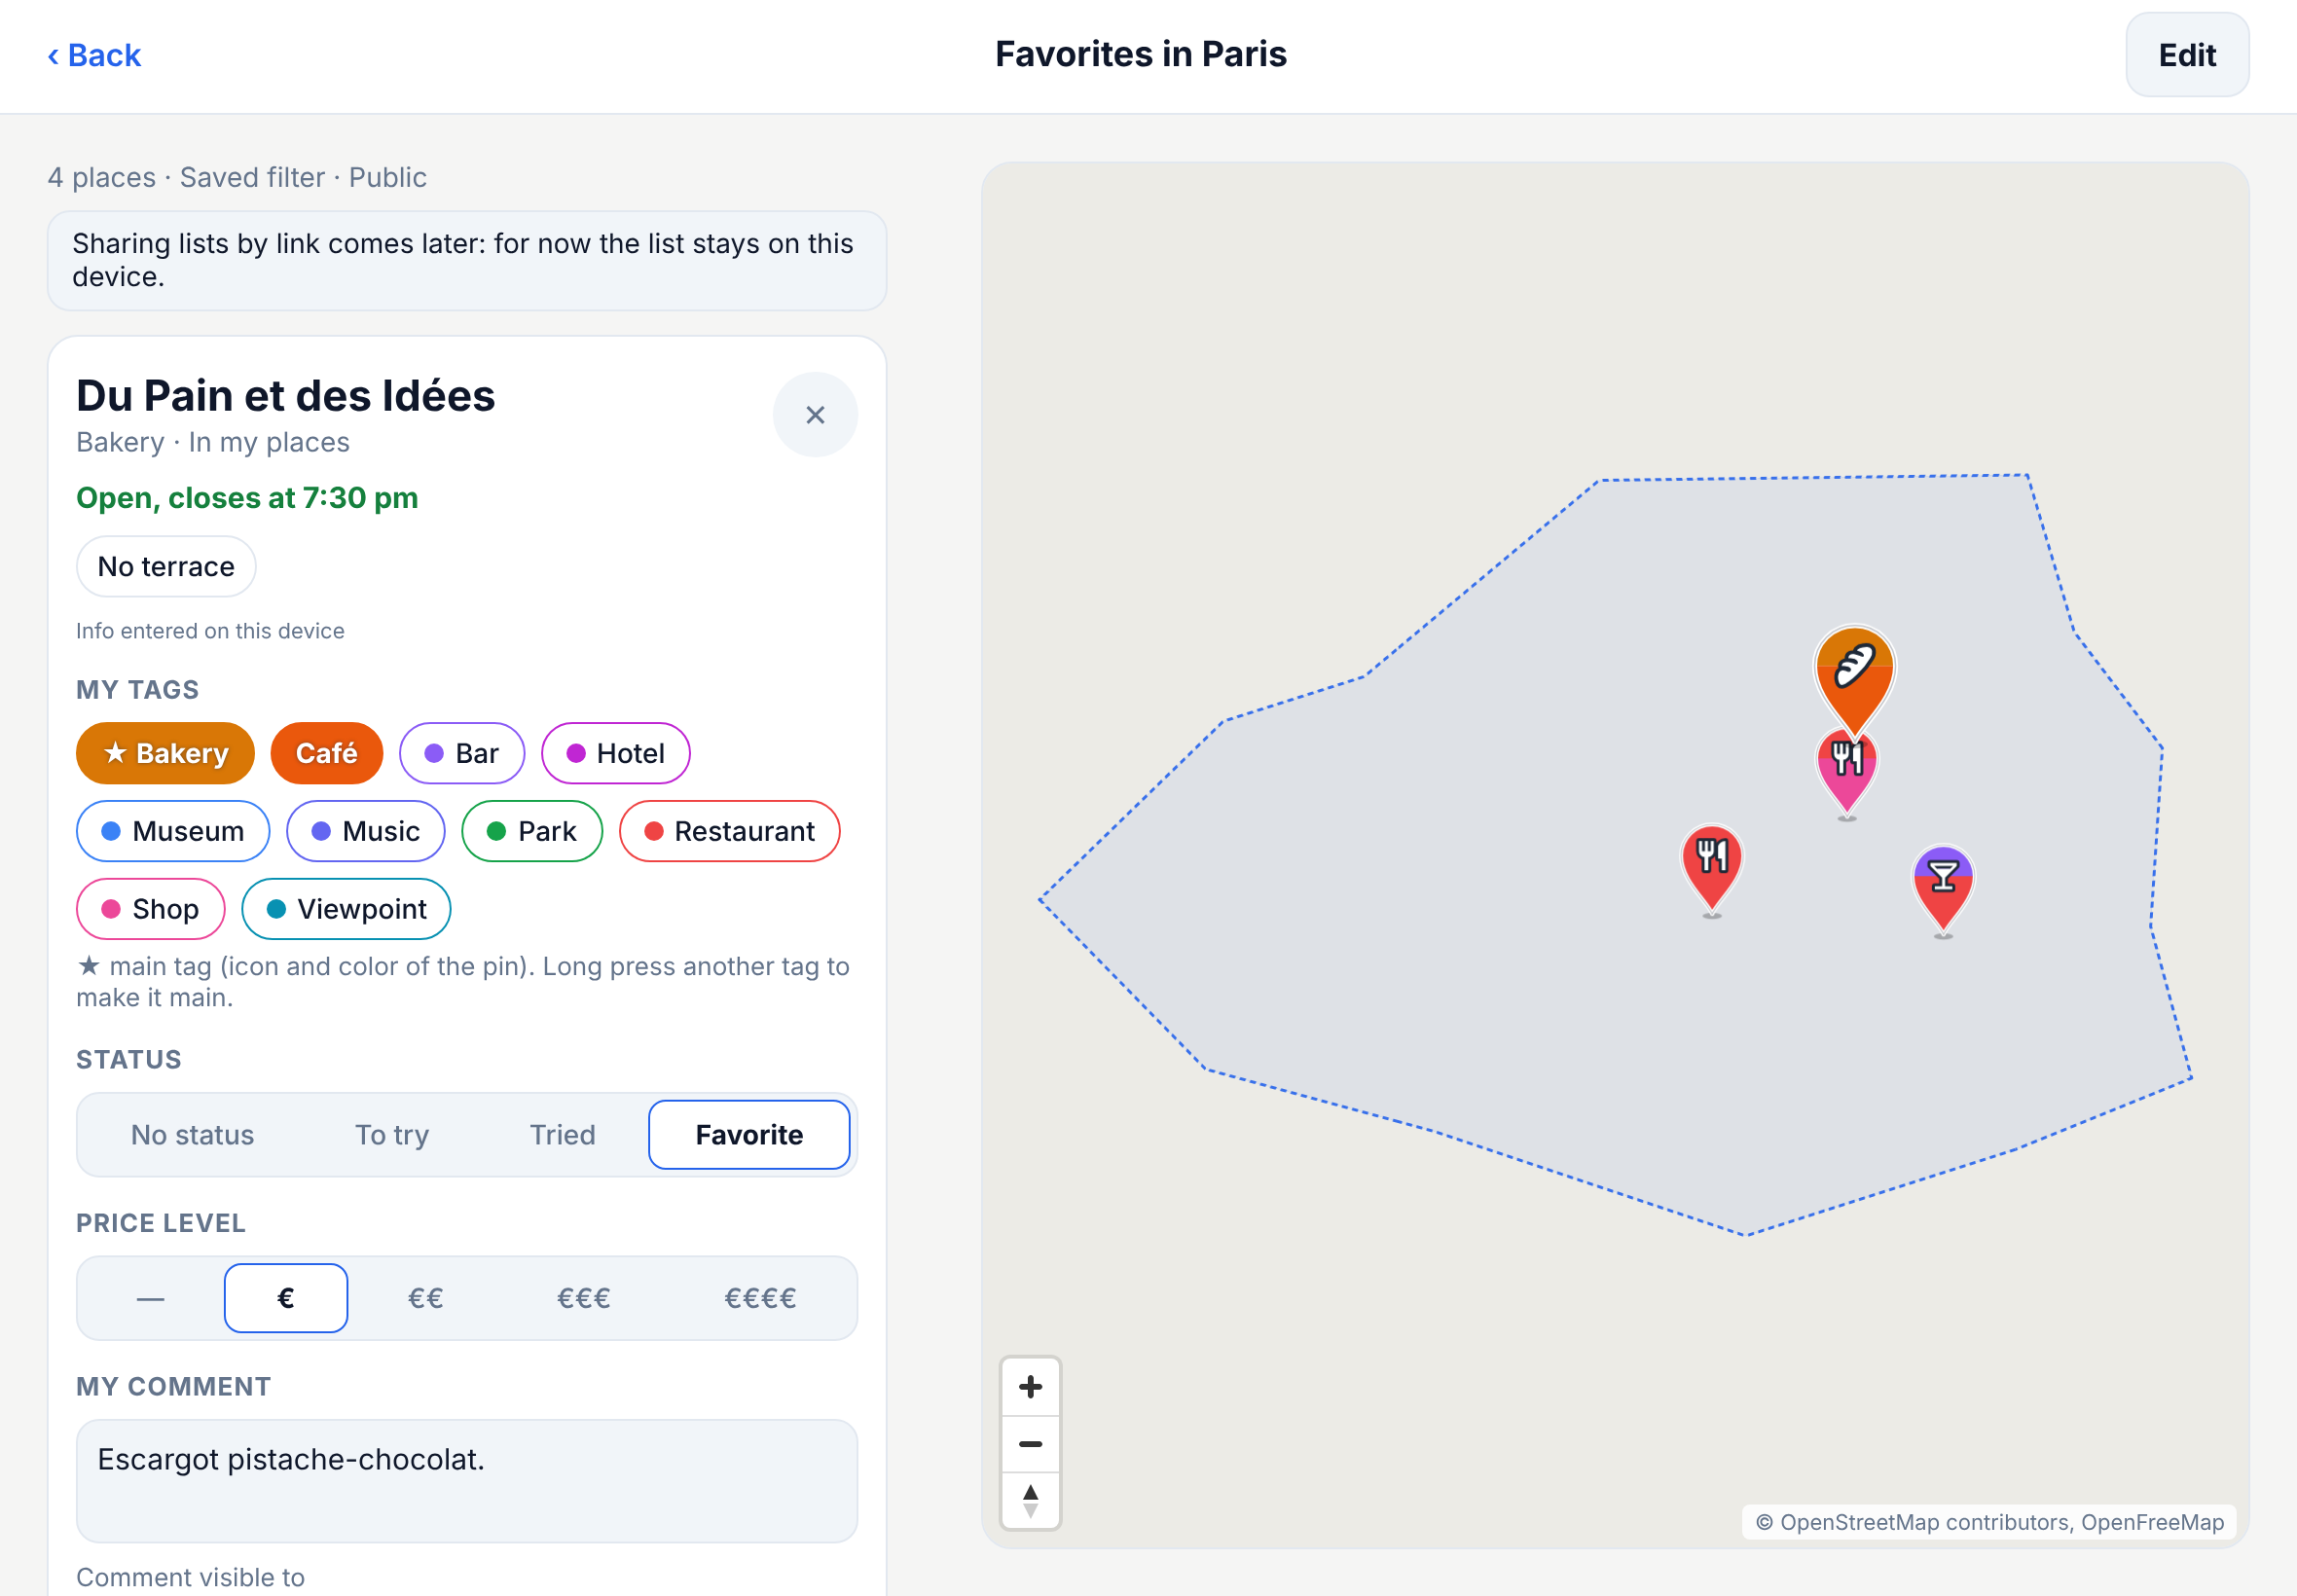 ‹ Back
Favorites in Paris
Edit
4 places · Saved filter · Public
Sharing lists by link comes later: for now the list stays on this
device.
Du Pain et des Idées
×
Bakery · In my places
Open, closes at 7:30 pm
No terrace
Info entered on this device
MY TAGS
★ Bakery
Café
Bar
Hotel
Museum
Music
Park
Restaurant
Shop
Viewpoint
★ main tag (icon and color of the pin). Long press another tag to
make it main.
STATUS
No status
To try
Tried
Favorite
PRICE LEVEL
—
€
€€
€€€
€€€€
MY COMMENT
Escargot pistache-chocolat.
Comment visible to
© OpenStreetMap contributors, OpenFreeMap